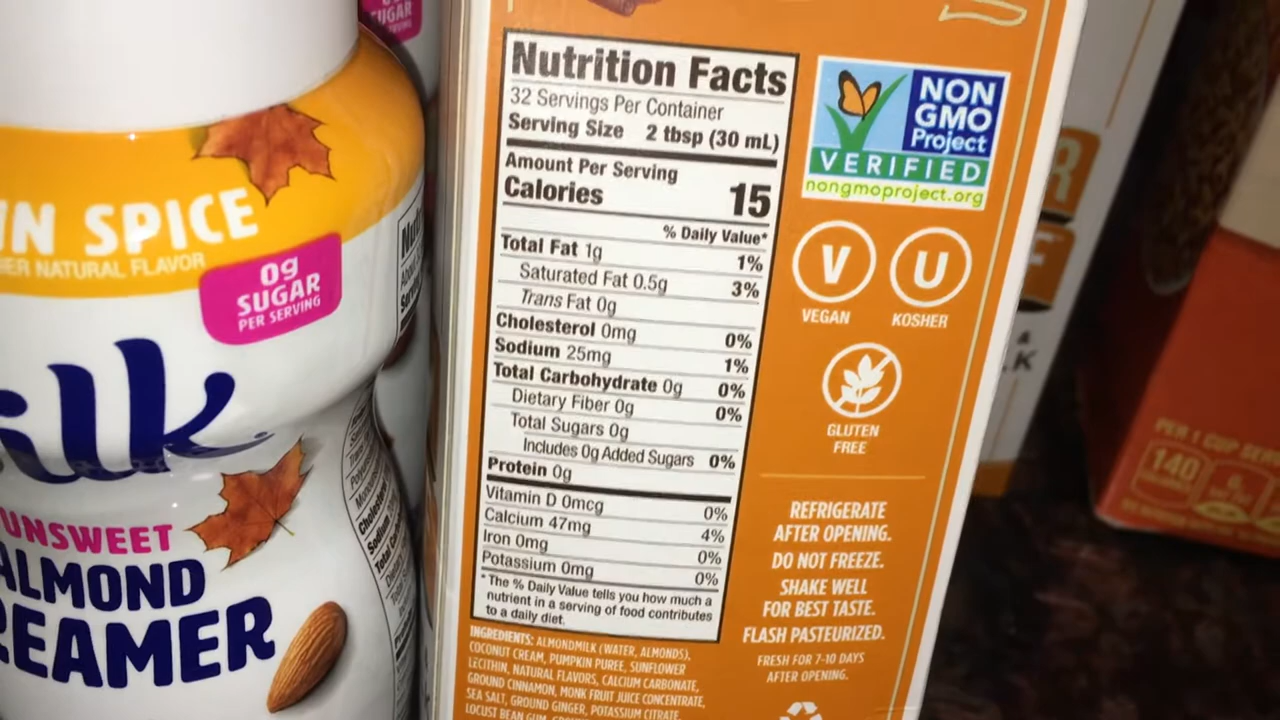 SUGAR
IN SPICE
HER NATURAL FLAVOR
0g
SUGAR
PER SERVING
ilk
UNSWEET
ALMOND
REAMER
Nutrition Facts
32 Servings Per Container
Serving Size 2 tbsp (30 mL)
Amount Per Serving
Calories 15
% Daily Value*
Total Fat 1g 1%
Saturated Fat 0.5g 3%
Trans Fat 0g
Cholesterol 0mg 0%
Sodium 25mg 1%
Total Carbohydrate 0g 0%
Dietary Fiber 0g 0%
Total Sugars 0g
Includes 0g Added Sugars 0%
Protein 0g
Vitamin D 0mcg 0%
Calcium 47mg 4%
Iron 0mg 0%
Potassium 0mg 0%
*The % Daily Value tells you how much a
nutrient in a serving of food contributes
to a daily diet.
INGREDIENTS: ALMONDMILK (WATER, ALMONDS),
COCONUT CREAM, PUMPKIN PUREE, SUNFLOWER
LECITHIN, NATURAL FLAVORS, CALCIUM CARBONATE,
GROUND CINNAMON, MONK FRUIT JUICE CONCENTRATE,
SEA SALT, GROUND GINGER, POTASSIUM CITRATE,
LOCUST BEAN GUM,
NON
GMO
Project
VERIFIED
nongmoproject.org
V
VEGAN
U
KOSHER
GLUTEN
FREE
REFRIGERATE
AFTER OPENING.
DO NOT FREEZE.
SHAKE WELL
FOR BEST TASTE.
FLASH PASTEURIZED.
FRESH FOR 7-10 DAYS
AFTER OPENING.
R
F
&
K
PER 1 CUP SERV
140